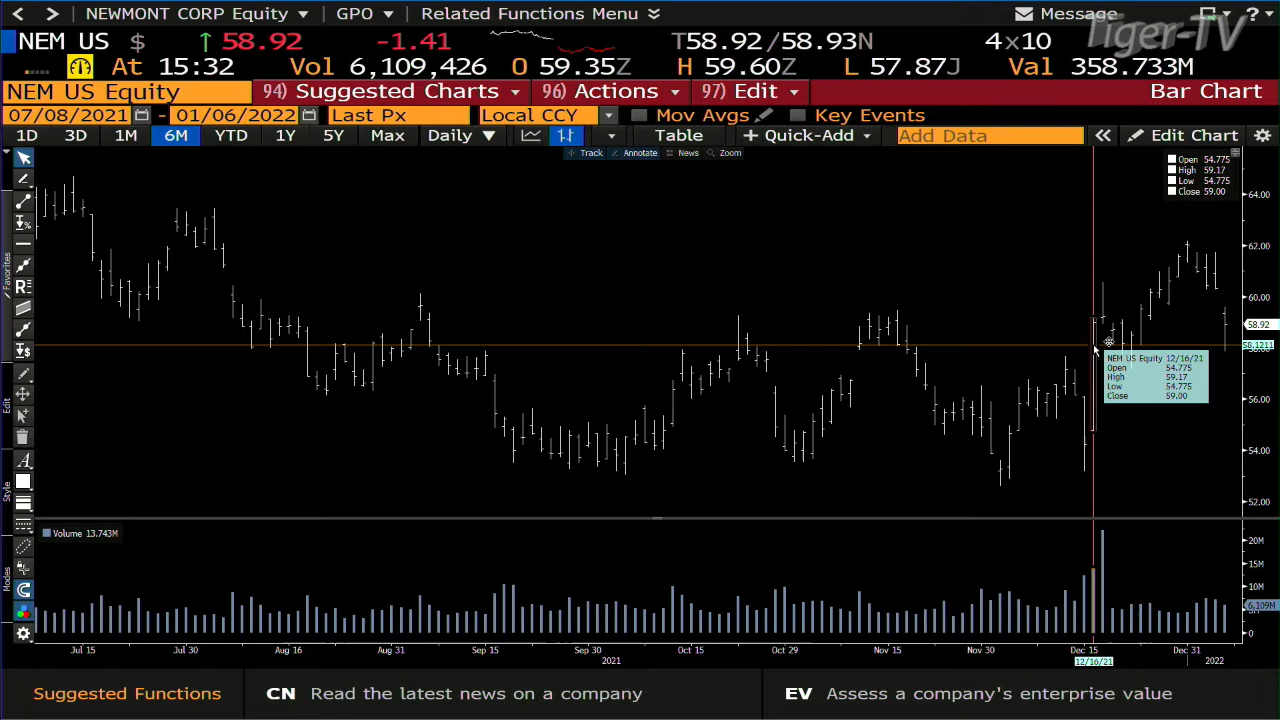 NEWMONT CORP Equity GPO Related Functions Menu Message ?
Tiger-TV
NEM US $ ↑ 58.92 -1.41 T58.92/58.93N 4x10
At 15:32 Vol 6,109,426 O 59.35Z H 59.60Z L 57.87J Val 358.733M
NEM US Equity 94) Suggested Charts 96) Actions 97) Edit Bar Chart
07/08/2021 - 01/06/2022 Last Px Local CCY Mov Avgs Key Events
1D 3D 1M 6M YTD 1Y 5Y Max Daily ▼ Table + Quick-Add Add Data « Edit Chart
Track Annotate News Zoom
Open 54.775
High 59.17
Low 54.775
Close 59.00
64.00
62.00
60.00
58.92
58.1211
58.00
56.00
54.00
52.00
NEM US Equity 12/16/21
Open 54.775
High 59.17
Low 54.775
Close 59.00
Favorites
Edit
Style
Modes
Volume 13.743M
20M
15M
10M
6.109M
0
Jul 15 Jul 30 Aug 16 Aug 31 Sep 15 Sep 30 Oct 15 Oct 29 Nov 15 Nov 30 Dec 15 Dec 31
2021 12/16/21 2022
Suggested Functions CN Read the latest news on a company EV Assess a company's enterprise value